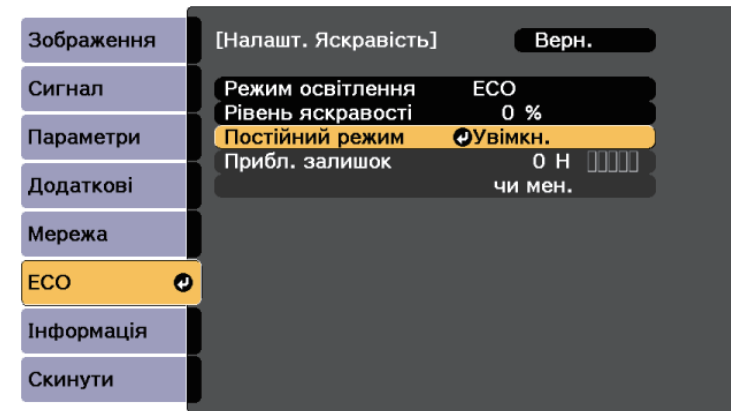 Зображення
Сигнал
Параметри
Додаткові
Мережа
ECO
Інформація
Скинути
[Налашт. Яскравість] Верн.
Режим освітлення ECO
Рівень яскравості 0 %
Постійний режим Увімкн.
Прибл. залишок 0 H
чи мен.